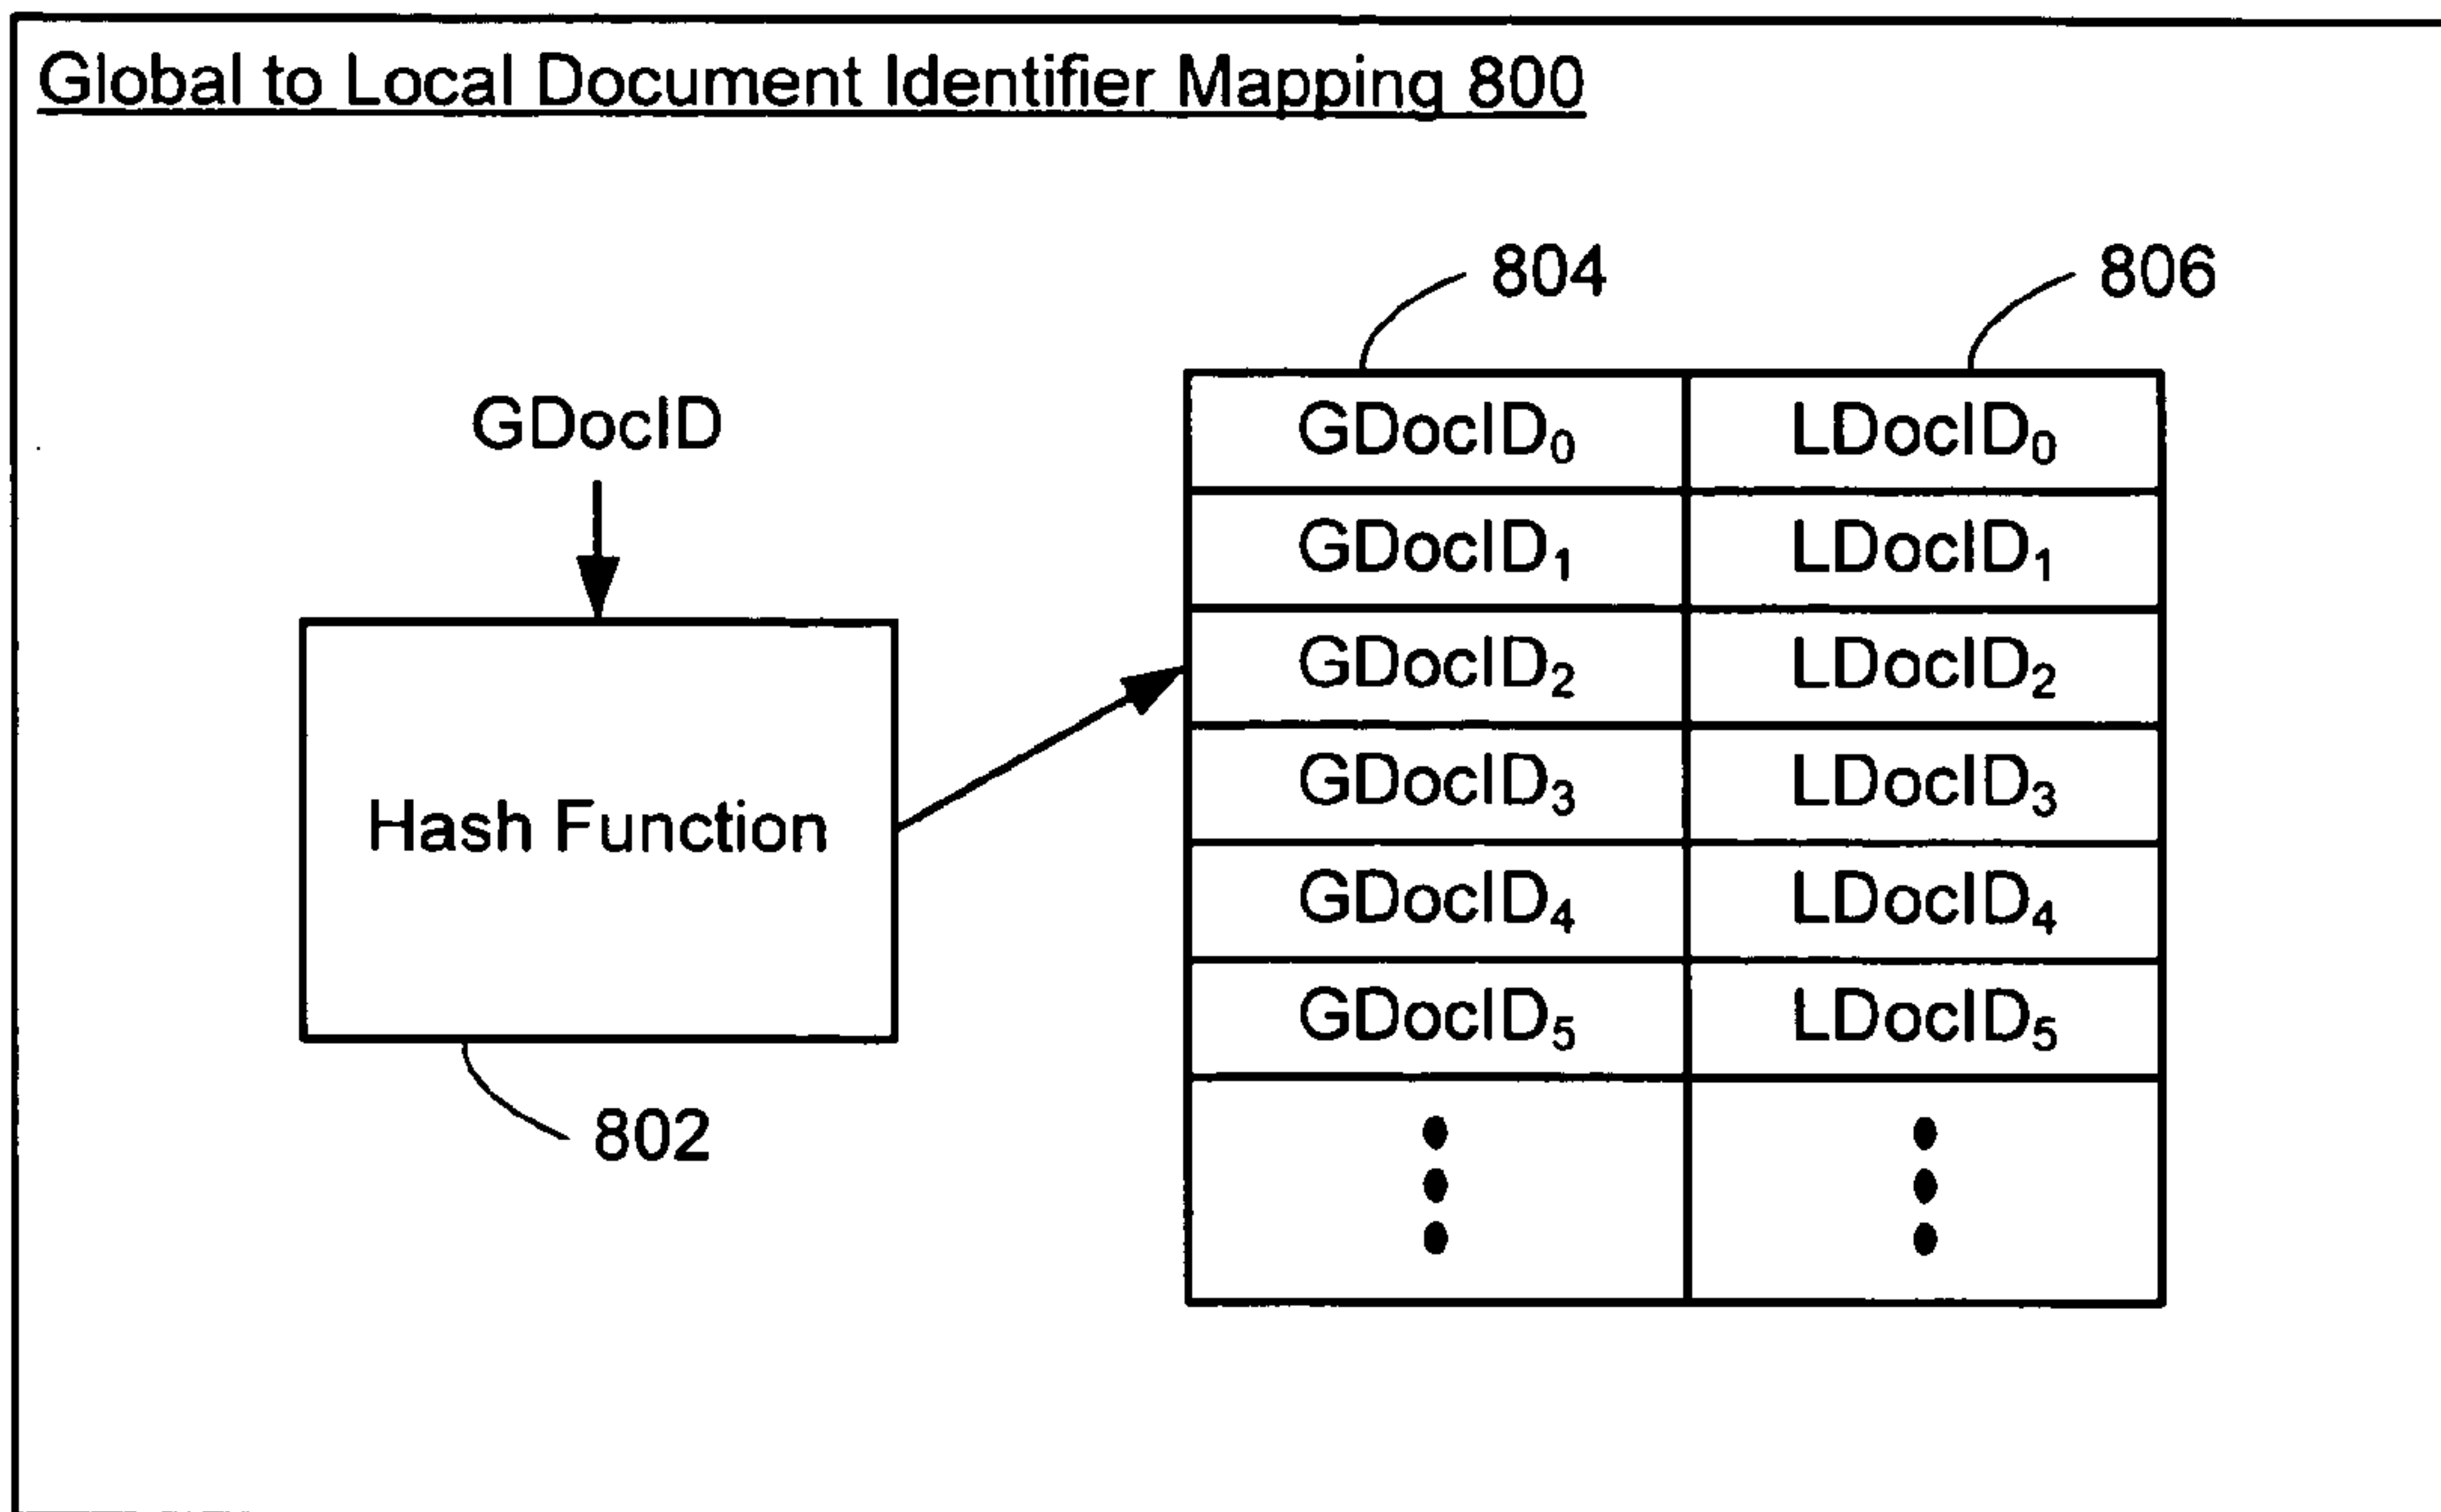 Global to Local Document Identifier Mapping 800
804
806
GDocID
GDocID₀ LDocID₀
GDocID₁ LDocID₁
GDocID₂ LDocID₂
GDocID₃ LDocID₃
Hash Function
GDocID₄ LDocID₄
GDocID₅ LDocID₅
802